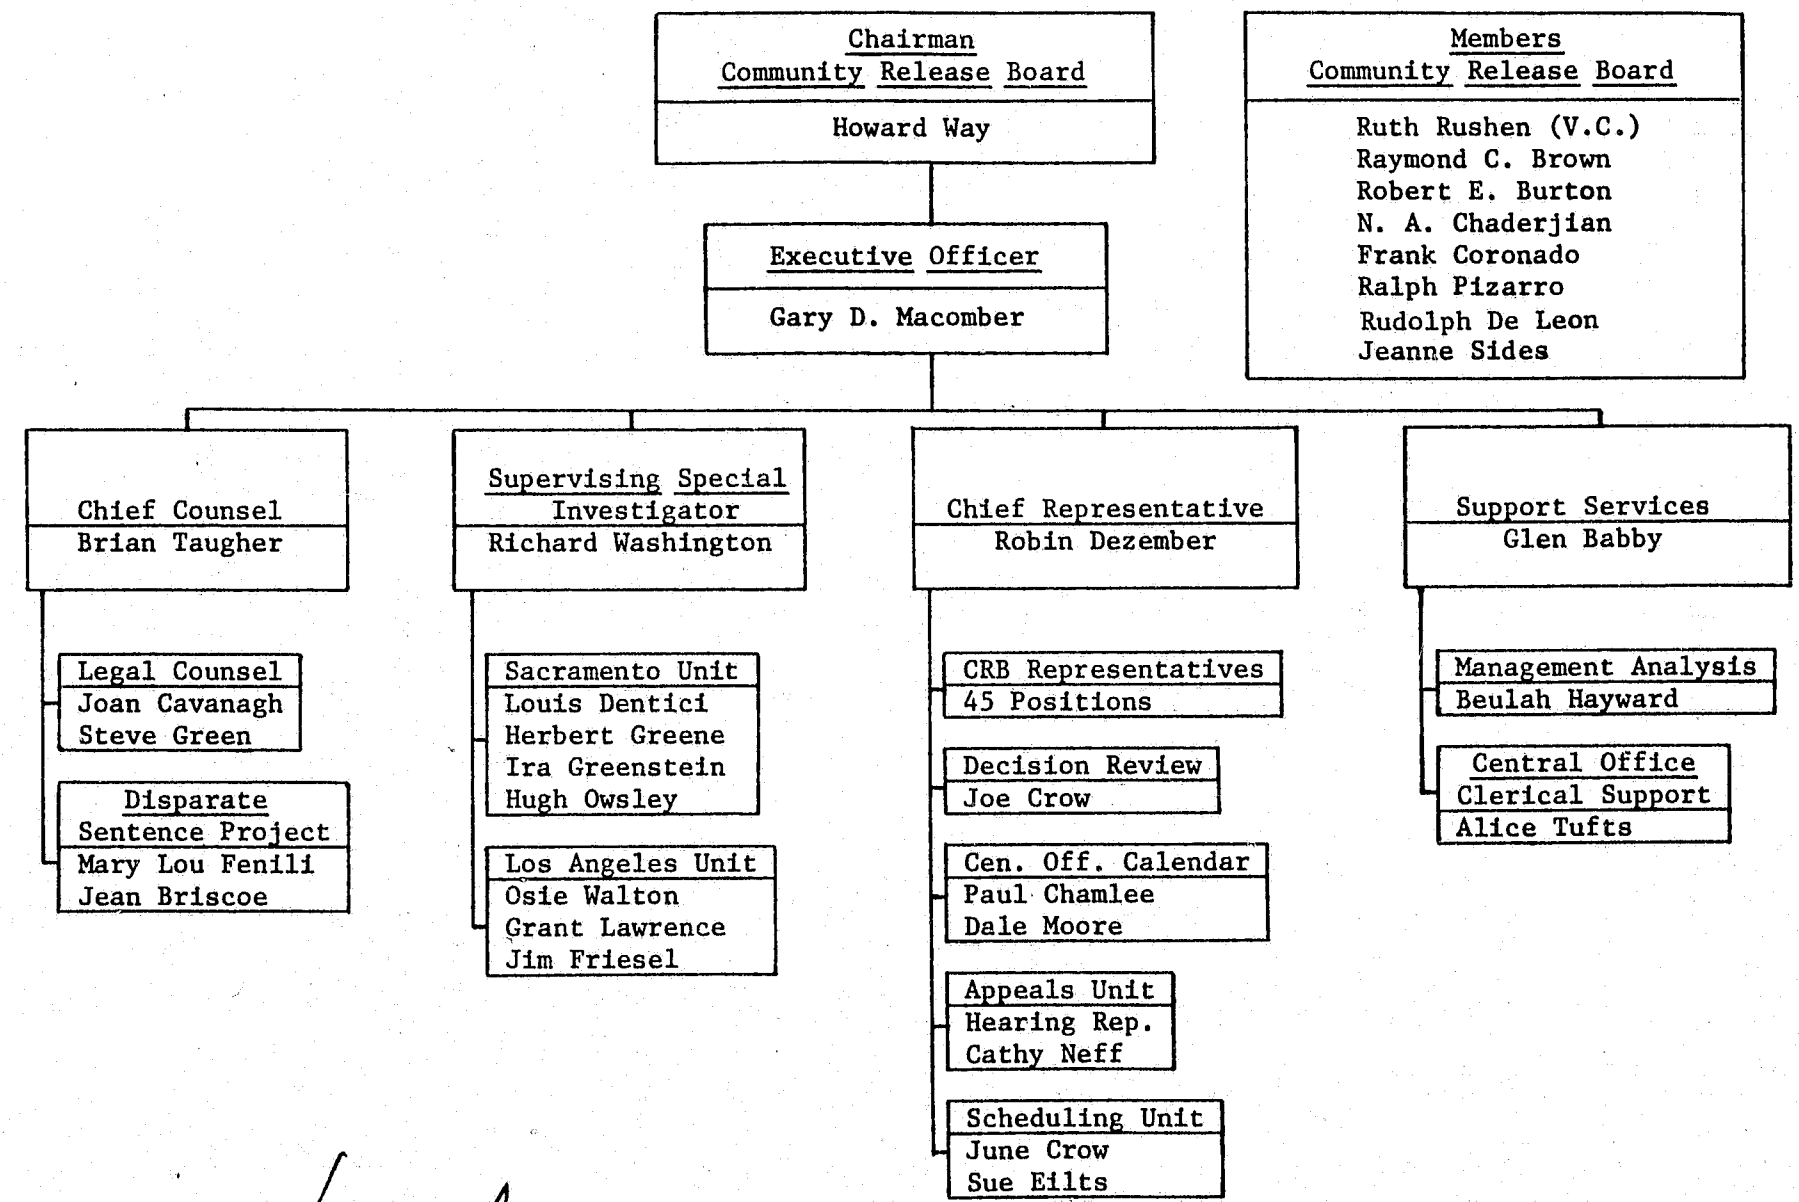 Chairman
Community Release Board
Howard Way
Members
Community Release Board
Ruth Rushen (V.C.)
Raymond C. Brown
Robert E. Burton
N. A. Chaderjian
Frank Coronado
Ralph Pizarro
Rudolph De Leon
Jeanne Sides
Executive Officer
Gary D. Macomber
Chief Counsel
Brian Taugher
Legal Counsel
Joan Cavanagh
Steve Green
Disparate
Sentence Project
Mary Lou Fenili
Jean Briscoe
Supervising Special
Investigator
Richard Washington
Sacramento Unit
Louis Dentici
Herbert Greene
Ira Greenstein
Hugh Owsley
Los Angeles Unit
Osie Walton
Grant Lawrence
Jim Friesel
Chief Representative
Robin Dezember
CRB Representatives
45 Positions
Decision Review
Joe Crow
Cen. Off. Calendar
Paul Chamlee
Dale Moore
Appeals Unit
Hearing Rep.
Cathy Neff
Scheduling Unit
June Crow
Sue Eilts
Support Services
Glen Babby
Management Analysis
Beulah Hayward
Central Office
Clerical Support
Alice Tufts